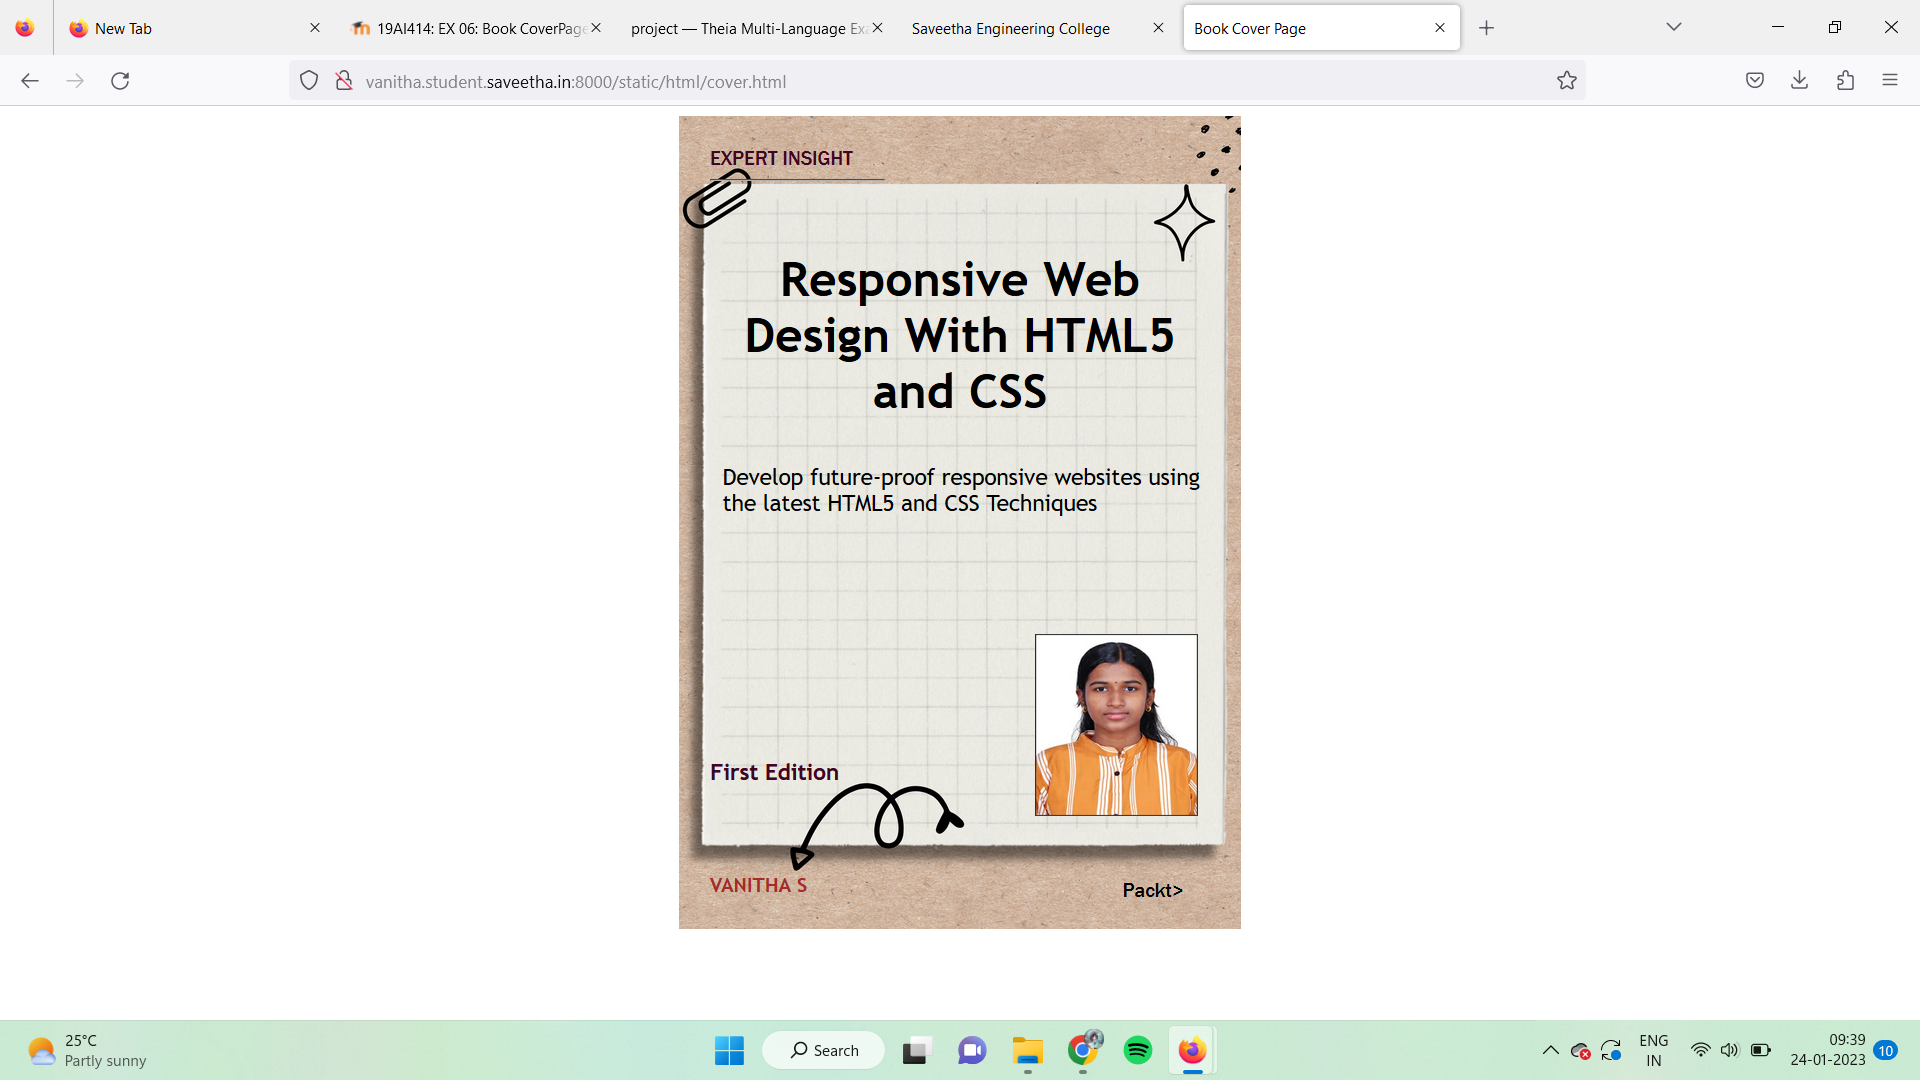 New Tab
19AI414: EX 06: Book CoverPage
project — Theia Multi-Language Exa
Saveetha Engineering College
Book Cover Page
vanitha.student.saveetha.in:8000/static/html/cover.html
EXPERT INSIGHT
Responsive Web
Design With HTML5
and CSS
Develop future-proof responsive websites using
the latest HTML5 and CSS Techniques
First Edition
VANITHA S
Packt>
25°C
Partly sunny
Search
ENG
IN
09:39
24-01-2023
10